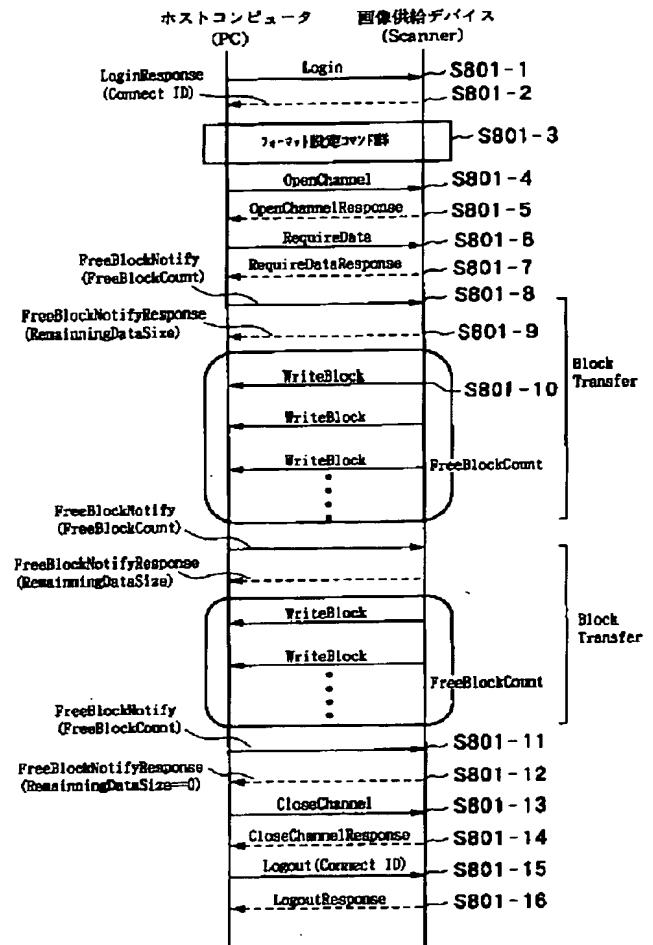 ホストコンピュータ 画像供給デバイス
(PC) (Scanner)
Login S801-1
LoginResponse
(Connect ID) S801-2
フォーマット設定コマンド群 S801-3
OpenChannel S801-4
OpenChannelResponse S801-5
RequireData S801-6
FreeBlockNotify
(FreeBlockCount) RequireDataResponse S801-7
S801-8
FreeBlockNotifyResponse
(RemainningDataSize) S801-9
Block
Transfer
WriteBlock S801-10
WriteBlock
WriteBlock FreeBlockCount
FreeBlockNotify
(FreeBlockCount)
FreeBlockNotifyResponse
(RemainningDataSize)
WriteBlock Block
Transfer
WriteBlock
FreeBlockCount
FreeBlockNotify
(FreeBlockCount) S801-11
FreeBlockNotifyResponse
(RemainningDataSize==0) S801-12
CloseChannel S801-13
CloseChannelResponse S801-14
Logout(Connect ID) S801-15
LogoutResponse S801-16